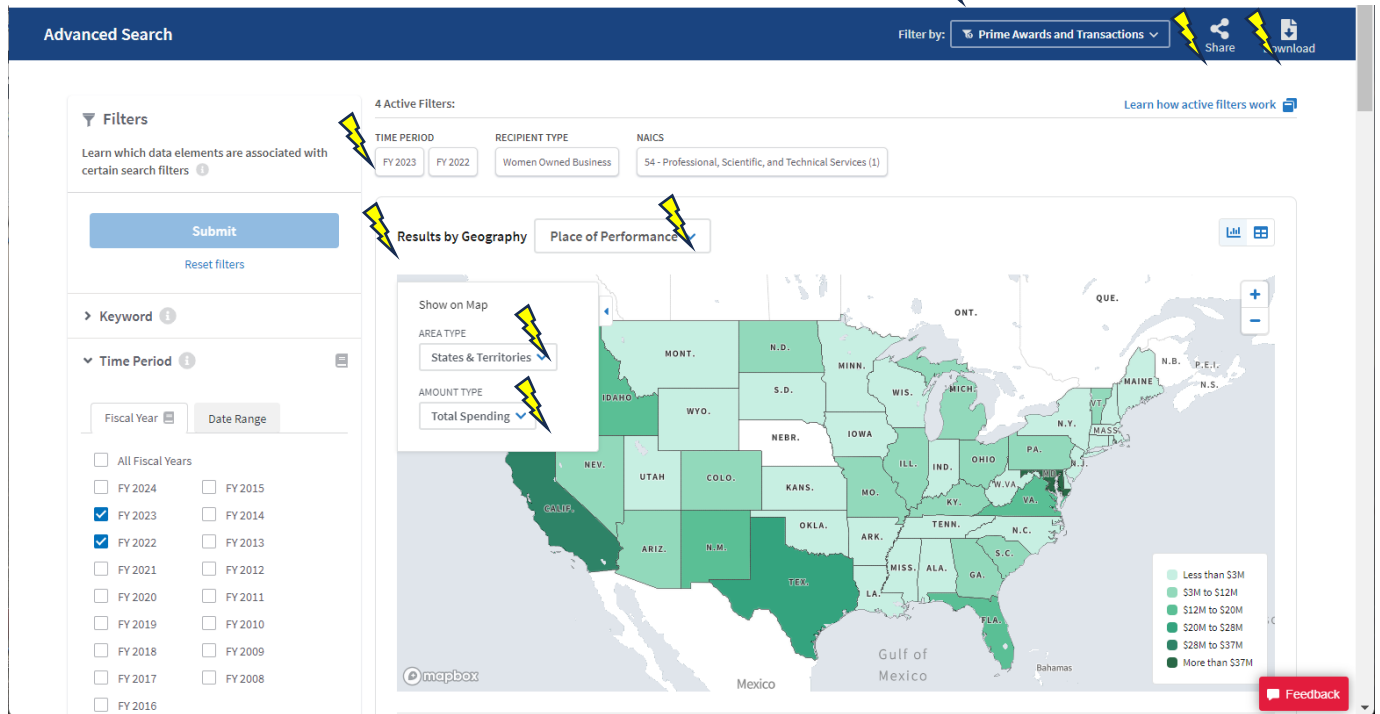 Advanced Search
Filter by: Prime Awards and Transactions
Share
Download
Filters
Learn which data elements are associated with
certain search filters
Submit
Reset filters
Keyword
Time Period
Fiscal Year
Date Range
All Fiscal Years
FY 2024 FY 2015
FY 2023 FY 2014
FY 2022 FY 2013
FY 2021 FY 2012
FY 2020 FY 2011
FY 2019 FY 2010
FY 2018 FY 2009
FY 2017 FY 2008
FY 2016
4 Active Filters:
Learn how active filters work
TIME PERIOD RECIPIENT TYPE NAICS
FY 2023 FY 2022 Women Owned Business 54 - Professional, Scientific, and Technical Services (1)
Results by Geography Place of Performance
Show on Map
AREA TYPE
States & Territories
AMOUNT TYPE
Total Spending
+
−
QUE.
ONT.
N.B. P.E.I.
N.S.
MAINE
MONT. N.D. MINN.
IDAHO WYO. S.D. WIS. MICH. VT.
N.Y. MASS.
NEBR. IOWA
NEV. UTAH COLO. KANS. MO. ILL. IND. OHIO PA. N.J.
MD.
W.VA. VA.
KY.
CALIF.
ARIZ. N.M. OKLA. ARK. TENN. N.C.
S.C.
TEX. LA. MISS. ALA. GA.
FLA.
Gulf of
Mexico
Mexico
Bahamas
mapbox
Less than $3M
$3M to $12M
$12M to $20M
$20M to $28M
$28M to $37M
More than $37M
Feedback